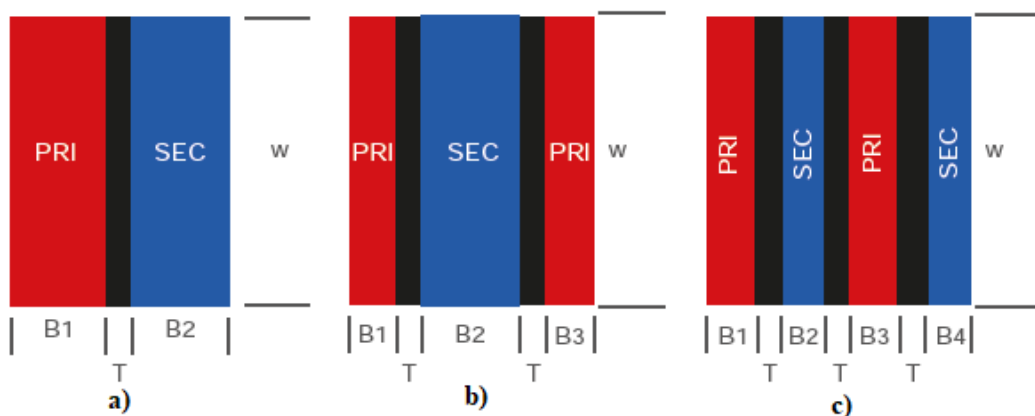 PRI SEC w
B1 B2
T
a)
PRI SEC PRI w
B1 B2 B3
T T
b)
PRI SEC PRI SEC w
B1 B2 B3 B4
T T T
c)